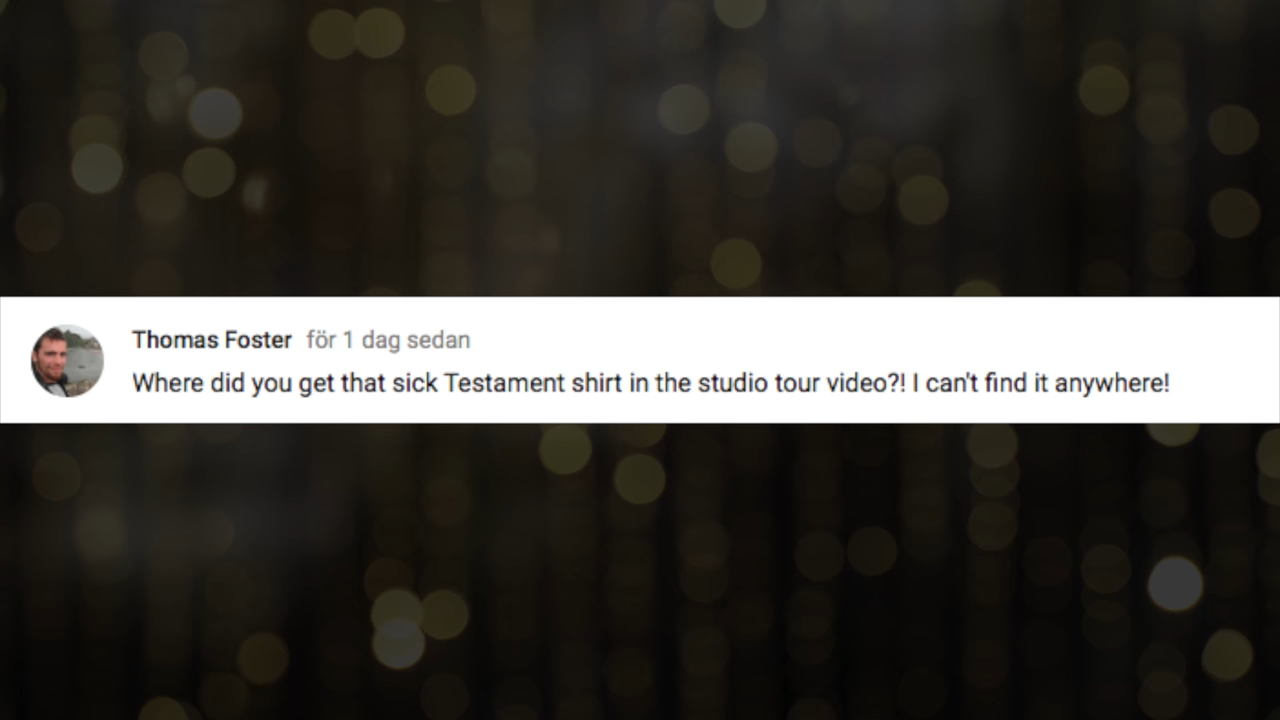 Thomas Foster för 1 dag sedan
Where did you get that sick Testament shirt in the studio tour video?! I can't find it anywhere!